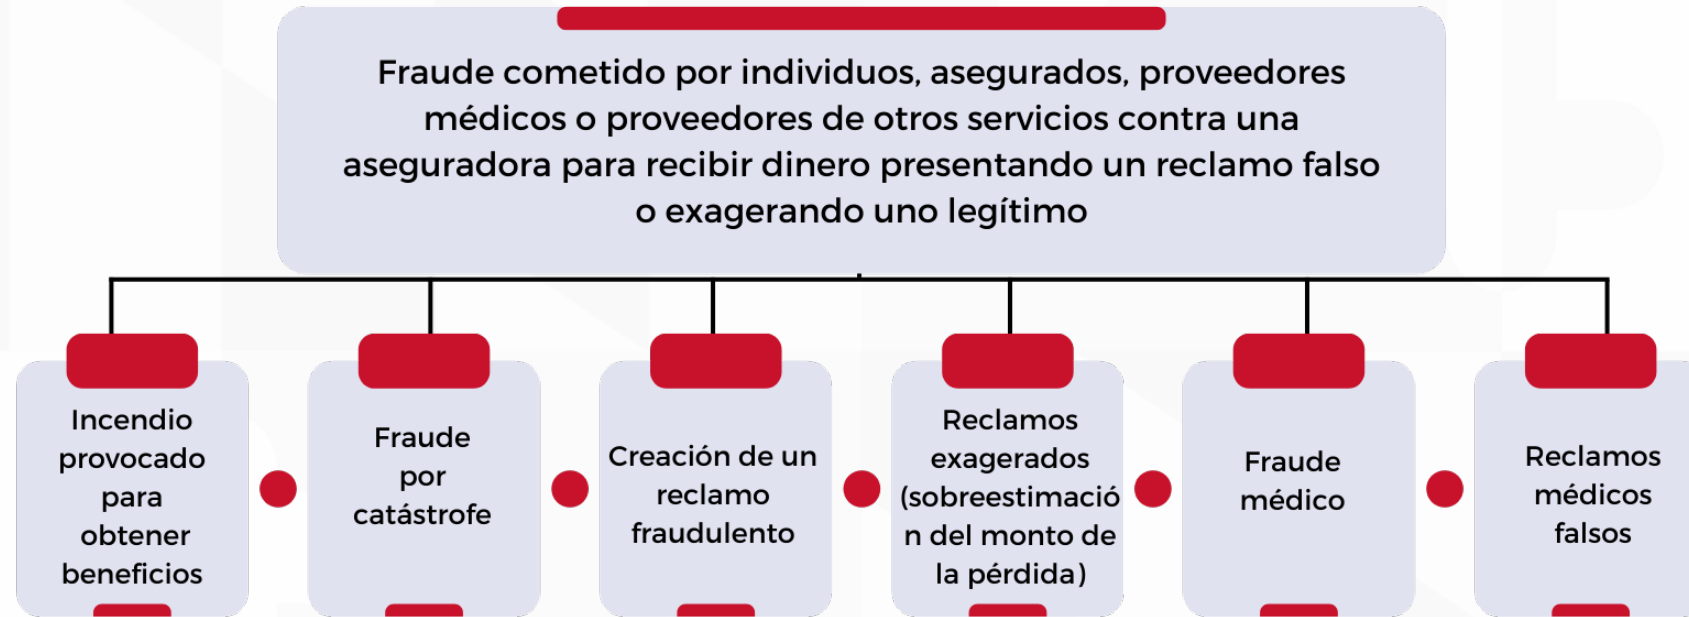 Fraude cometido por individuos, asegurados, proveedores
médicos o proveedores de otros servicios contra una
aseguradora para recibir dinero presentando un reclamo falso
o exagerando uno legítimo
Incendio
provocado
para
obtener
beneficios
Fraude
por
catástrofe
Creación de un
reclamo
fraudulento
Reclamos
exagerados
(sobreestimació
n del monto de
la pérdida)
Fraude
médico
Reclamos
médicos
falsos